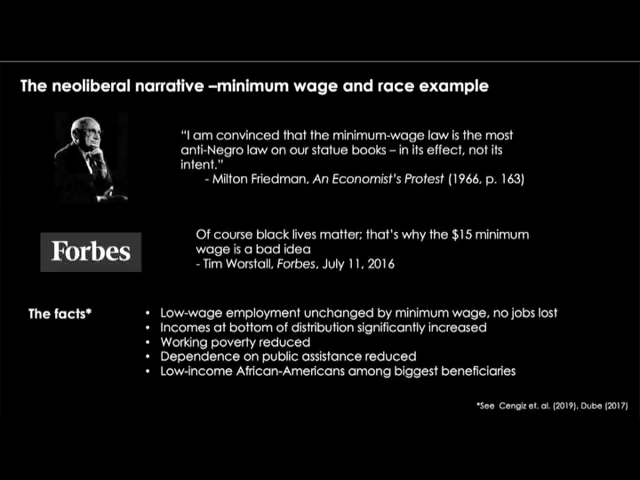 The neoliberal narrative –minimum wage and race example
“I am convinced that the minimum-wage law is the most
anti-Negro law on our statue books – in its effect, not its
intent.”
- Milton Friedman, An Economist’s Protest (1966, p. 163)
Forbes
Of course black lives matter; that’s why the $15 minimum
wage is a bad idea
- Tim Worstall, Forbes, July 11, 2016
The facts*
• Low-wage employment unchanged by minimum wage, no jobs lost
• Incomes at bottom of distribution significantly increased
• Working poverty reduced
• Dependence on public assistance reduced
• Low-income African-Americans among biggest beneficiaries
*See Cengiz et. al. (2019), Dube (2017)